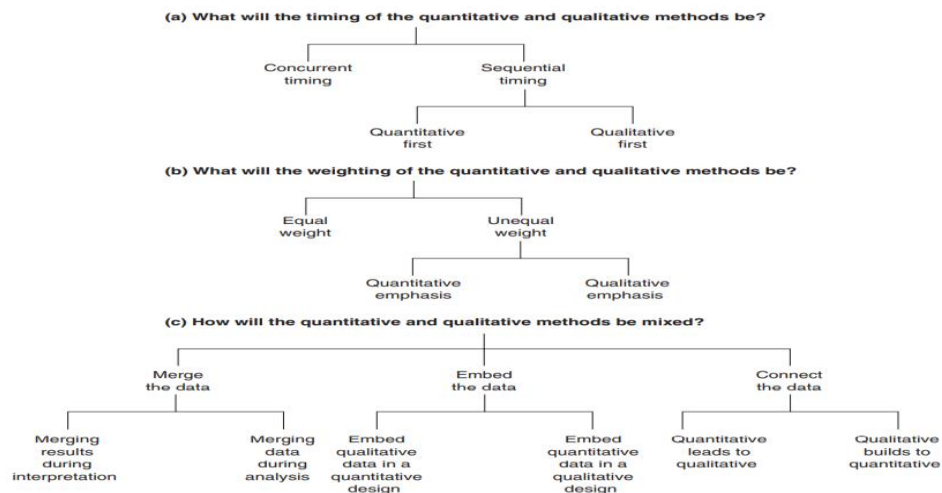 (a) What will the timing of the quantitative and qualitative methods be?
Concurrent timing
Sequential timing
Quantitative first
Qualitative first
(b) What will the weighting of the quantitative and qualitative methods be?
Equal weight
Unequal weight
Quantitative emphasis
Qualitative emphasis
(c) How will the quantitative and qualitative methods be mixed?
Merge the data
Embed the data
Connect the data
Merging results during interpretation
Merging data during analysis
Embed qualitative data in a quantitative design
Embed quantitative data in a qualitative design
Quantitative leads to qualitative
Qualitative builds to quantitative